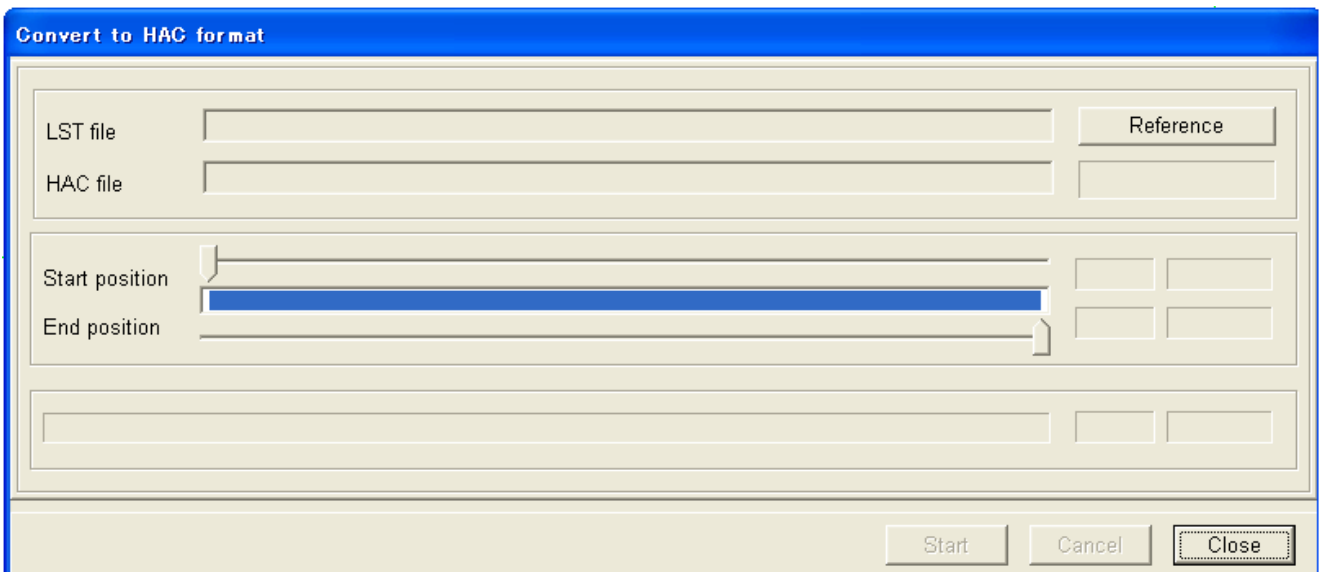 Convert to HAC format
LST file
Reference
HAC file
Start position
End position
Start
Cancel
Close